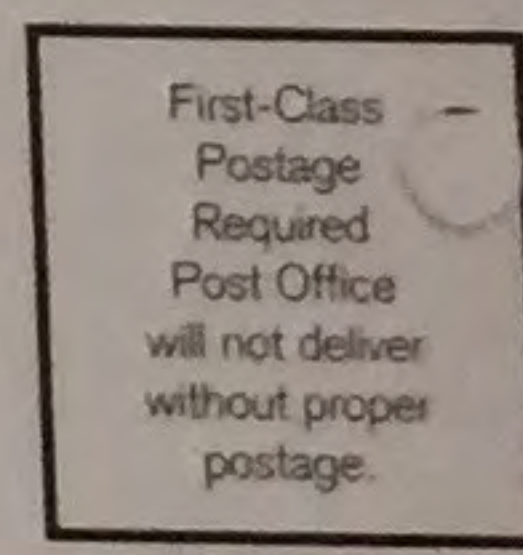 First-Class
Postage
Required
Post Office
will not deliver
without proper
postage.